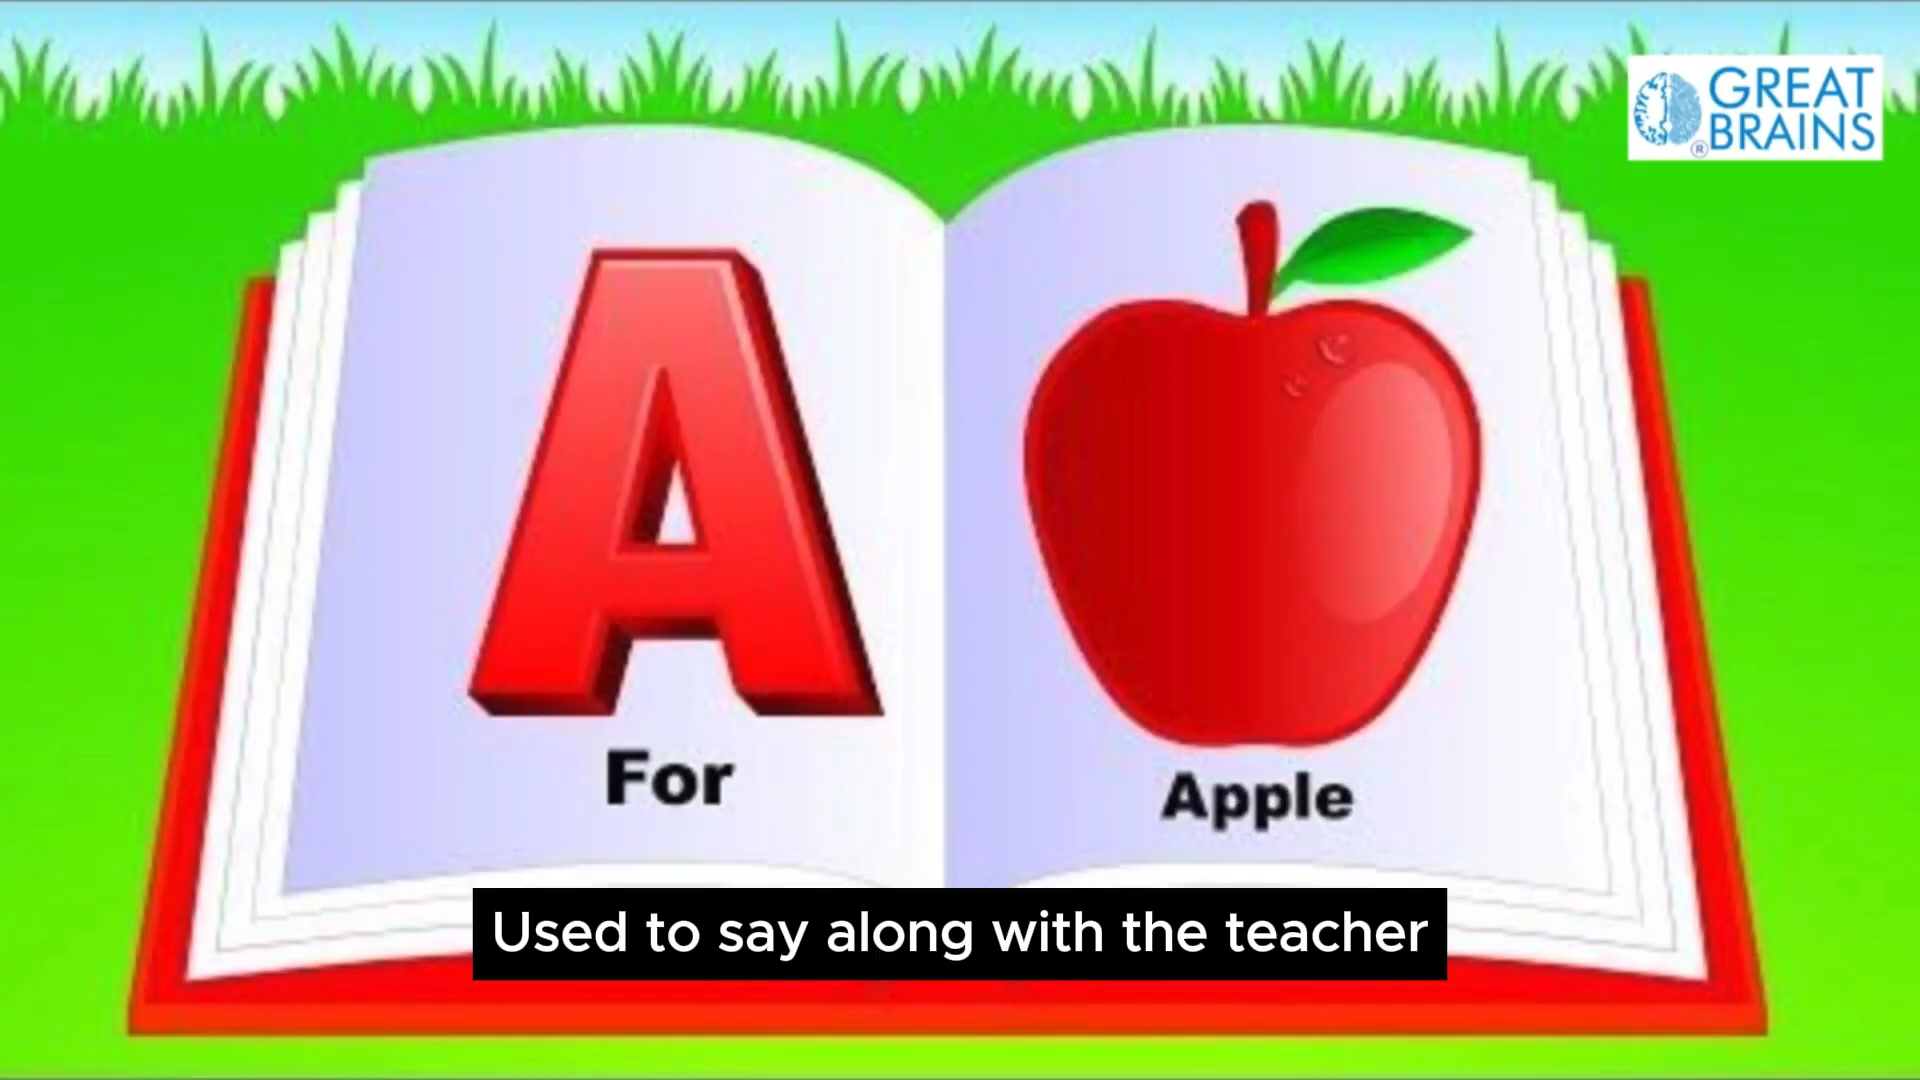 GREAT
BRAINS
®
A
For
Apple
Used to say along with the teacher